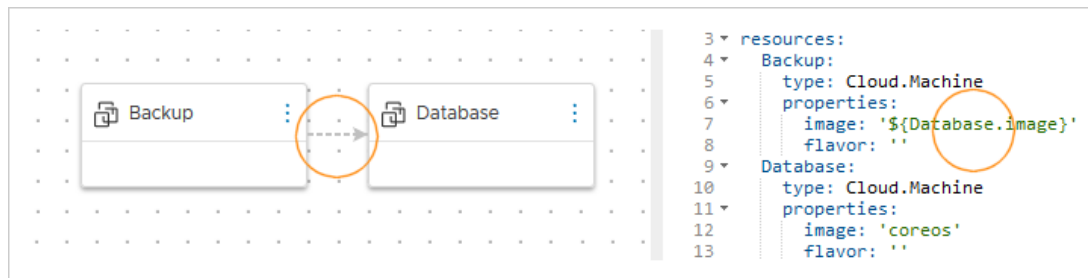 Backup
Database
3 resources:
4 Backup:
5 type: Cloud.Machine
6 properties:
7 image: '${Database.image}'
8 flavor: ''
9 Database:
10 type: Cloud.Machine
11 properties:
12 image: 'coreos'
13 flavor: ''